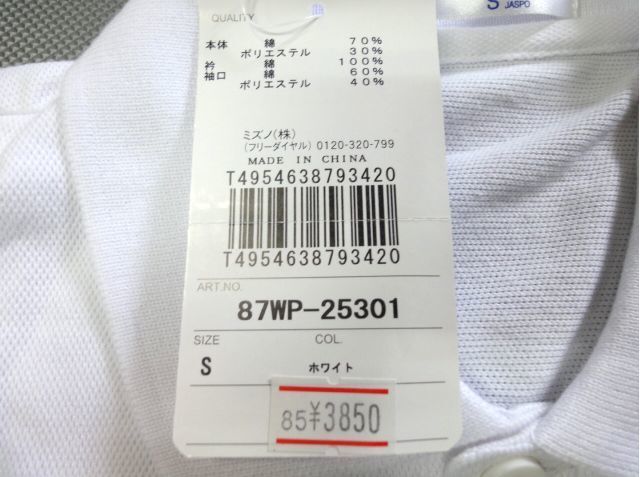 S
JASPO
QUALITY
本体 綿 70%
ポリエステル 30%
衿 綿 100%
袖口 綿 60%
ポリエステル 40%
ミズノ(株)
(フリーダイヤル) 0120-320-799
MADE IN CHINA
T4954638793420
T4954638793420
ART.NO.
87WP-25301
SIZE COL.
S ホワイト
85¥3850